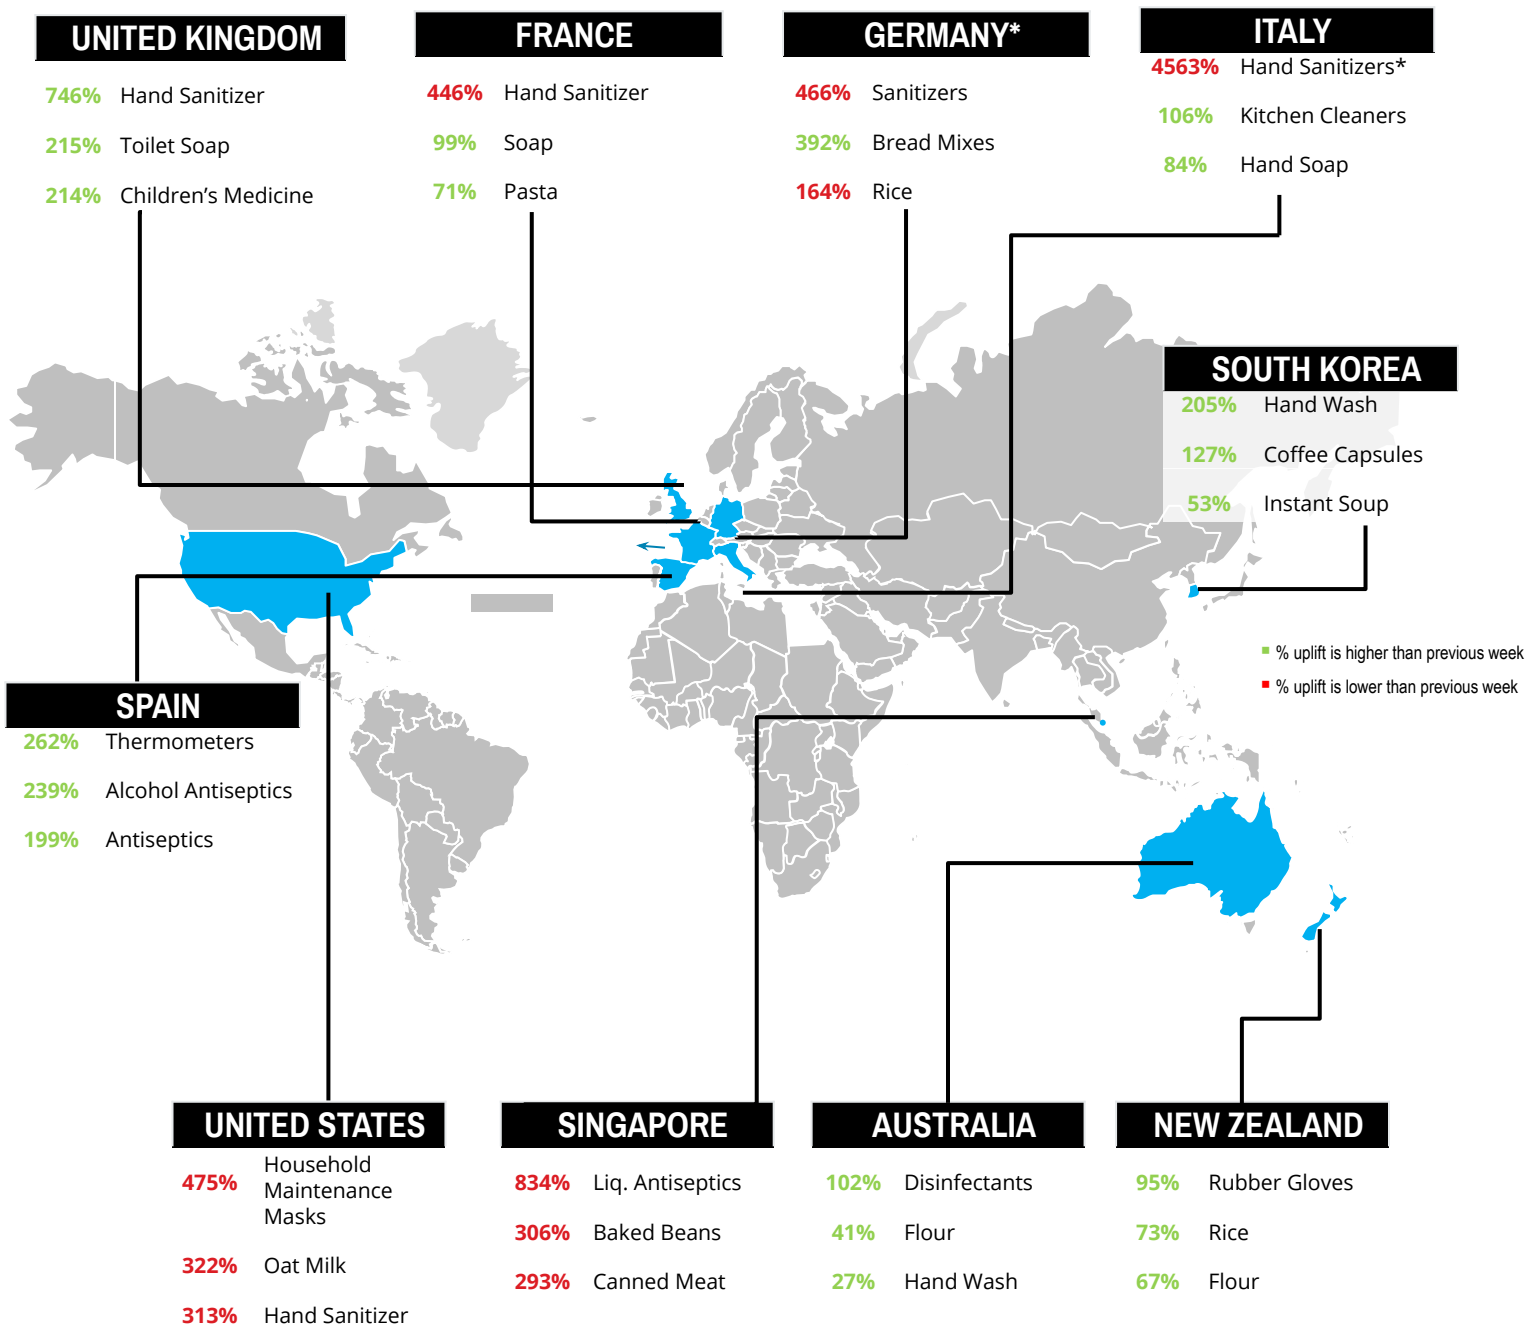 UNITED KINGDOM
746% Hand Sanitizer
215% Toilet Soap
214% Children’s Medicine
FRANCE
446% Hand Sanitizer
99% Soap
71% Pasta
GERMANY*
466% Sanitizers
392% Bread Mixes
164% Rice
ITALY
4563% Hand Sanitizers*
106% Kitchen Cleaners
84% Hand Soap
SOUTH KOREA
205% Hand Wash
127% Coffee Capsules
53% Instant Soup
% uplift is higher than previous week
% uplift is lower than previous week
SPAIN
262% Thermometers
239% Alcohol Antiseptics
199% Antiseptics
UNITED STATES
475% Household
Maintenance
Masks
322% Oat Milk
313% Hand Sanitizer
SINGAPORE
834% Liq. Antiseptics
306% Baked Beans
293% Canned Meat
AUSTRALIA
102% Disinfectants
41% Flour
27% Hand Wash
NEW ZEALAND
95% Rubber Gloves
73% Rice
67% Flour